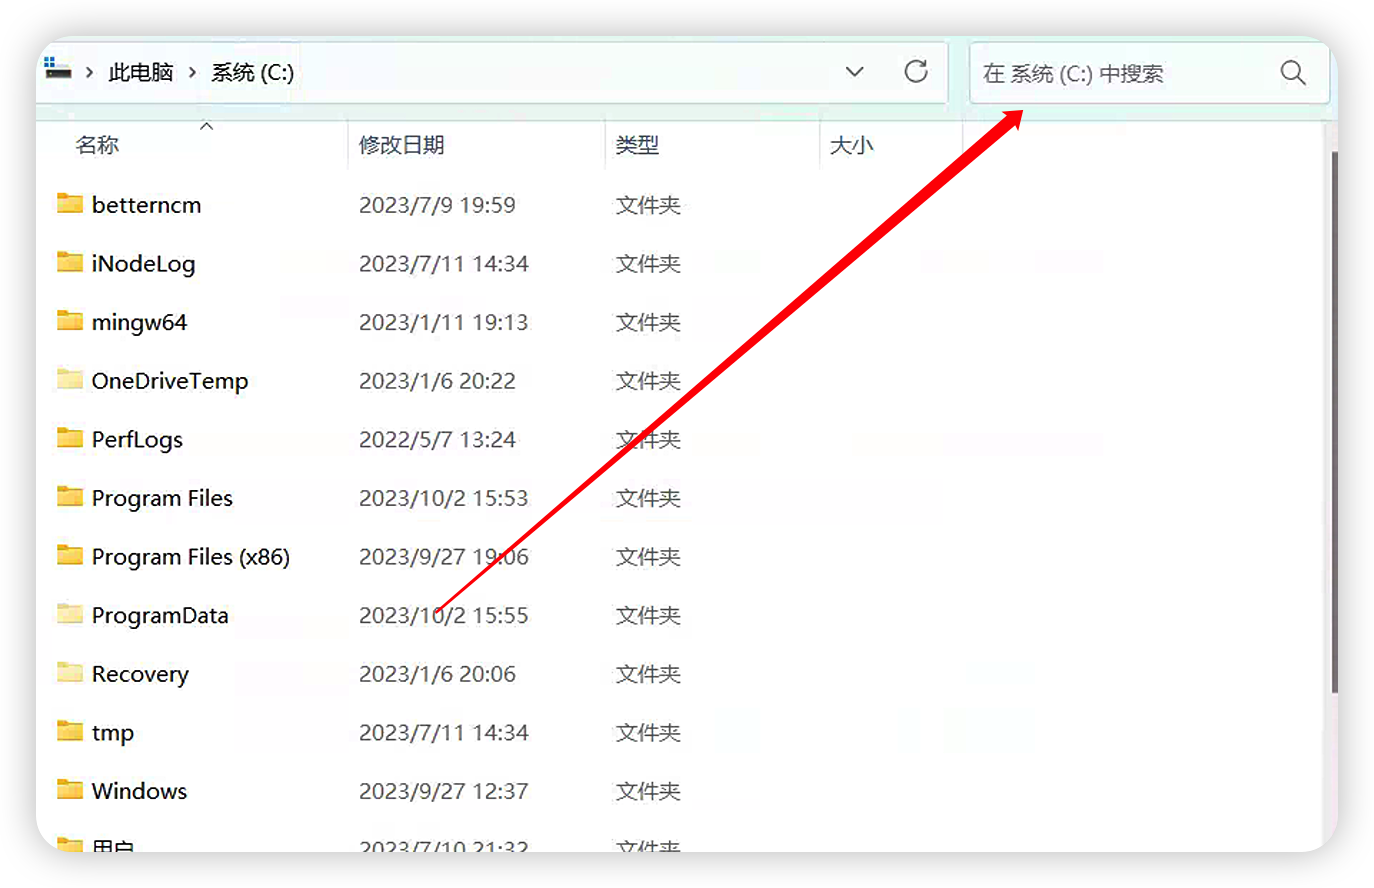 此电脑 > 系统 (C:) 在 系统 (C:) 中搜索
名称 修改日期 类型 大小
betterncm 2023/7/9 19:59 文件夹
iNodeLog 2023/7/11 14:34 文件夹
mingw64 2023/1/11 19:13 文件夹
OneDriveTemp 2023/1/6 20:22 文件夹
PerfLogs 2022/5/7 13:24 文件夹
Program Files 2023/10/2 15:53 文件夹
Program Files (x86) 2023/9/27 19:06 文件夹
ProgramData 2023/10/2 15:55 文件夹
Recovery 2023/1/6 20:06 文件夹
tmp 2023/7/11 14:34 文件夹
Windows 2023/9/27 12:37 文件夹
用户 2023/7/10 21:32 文件夹